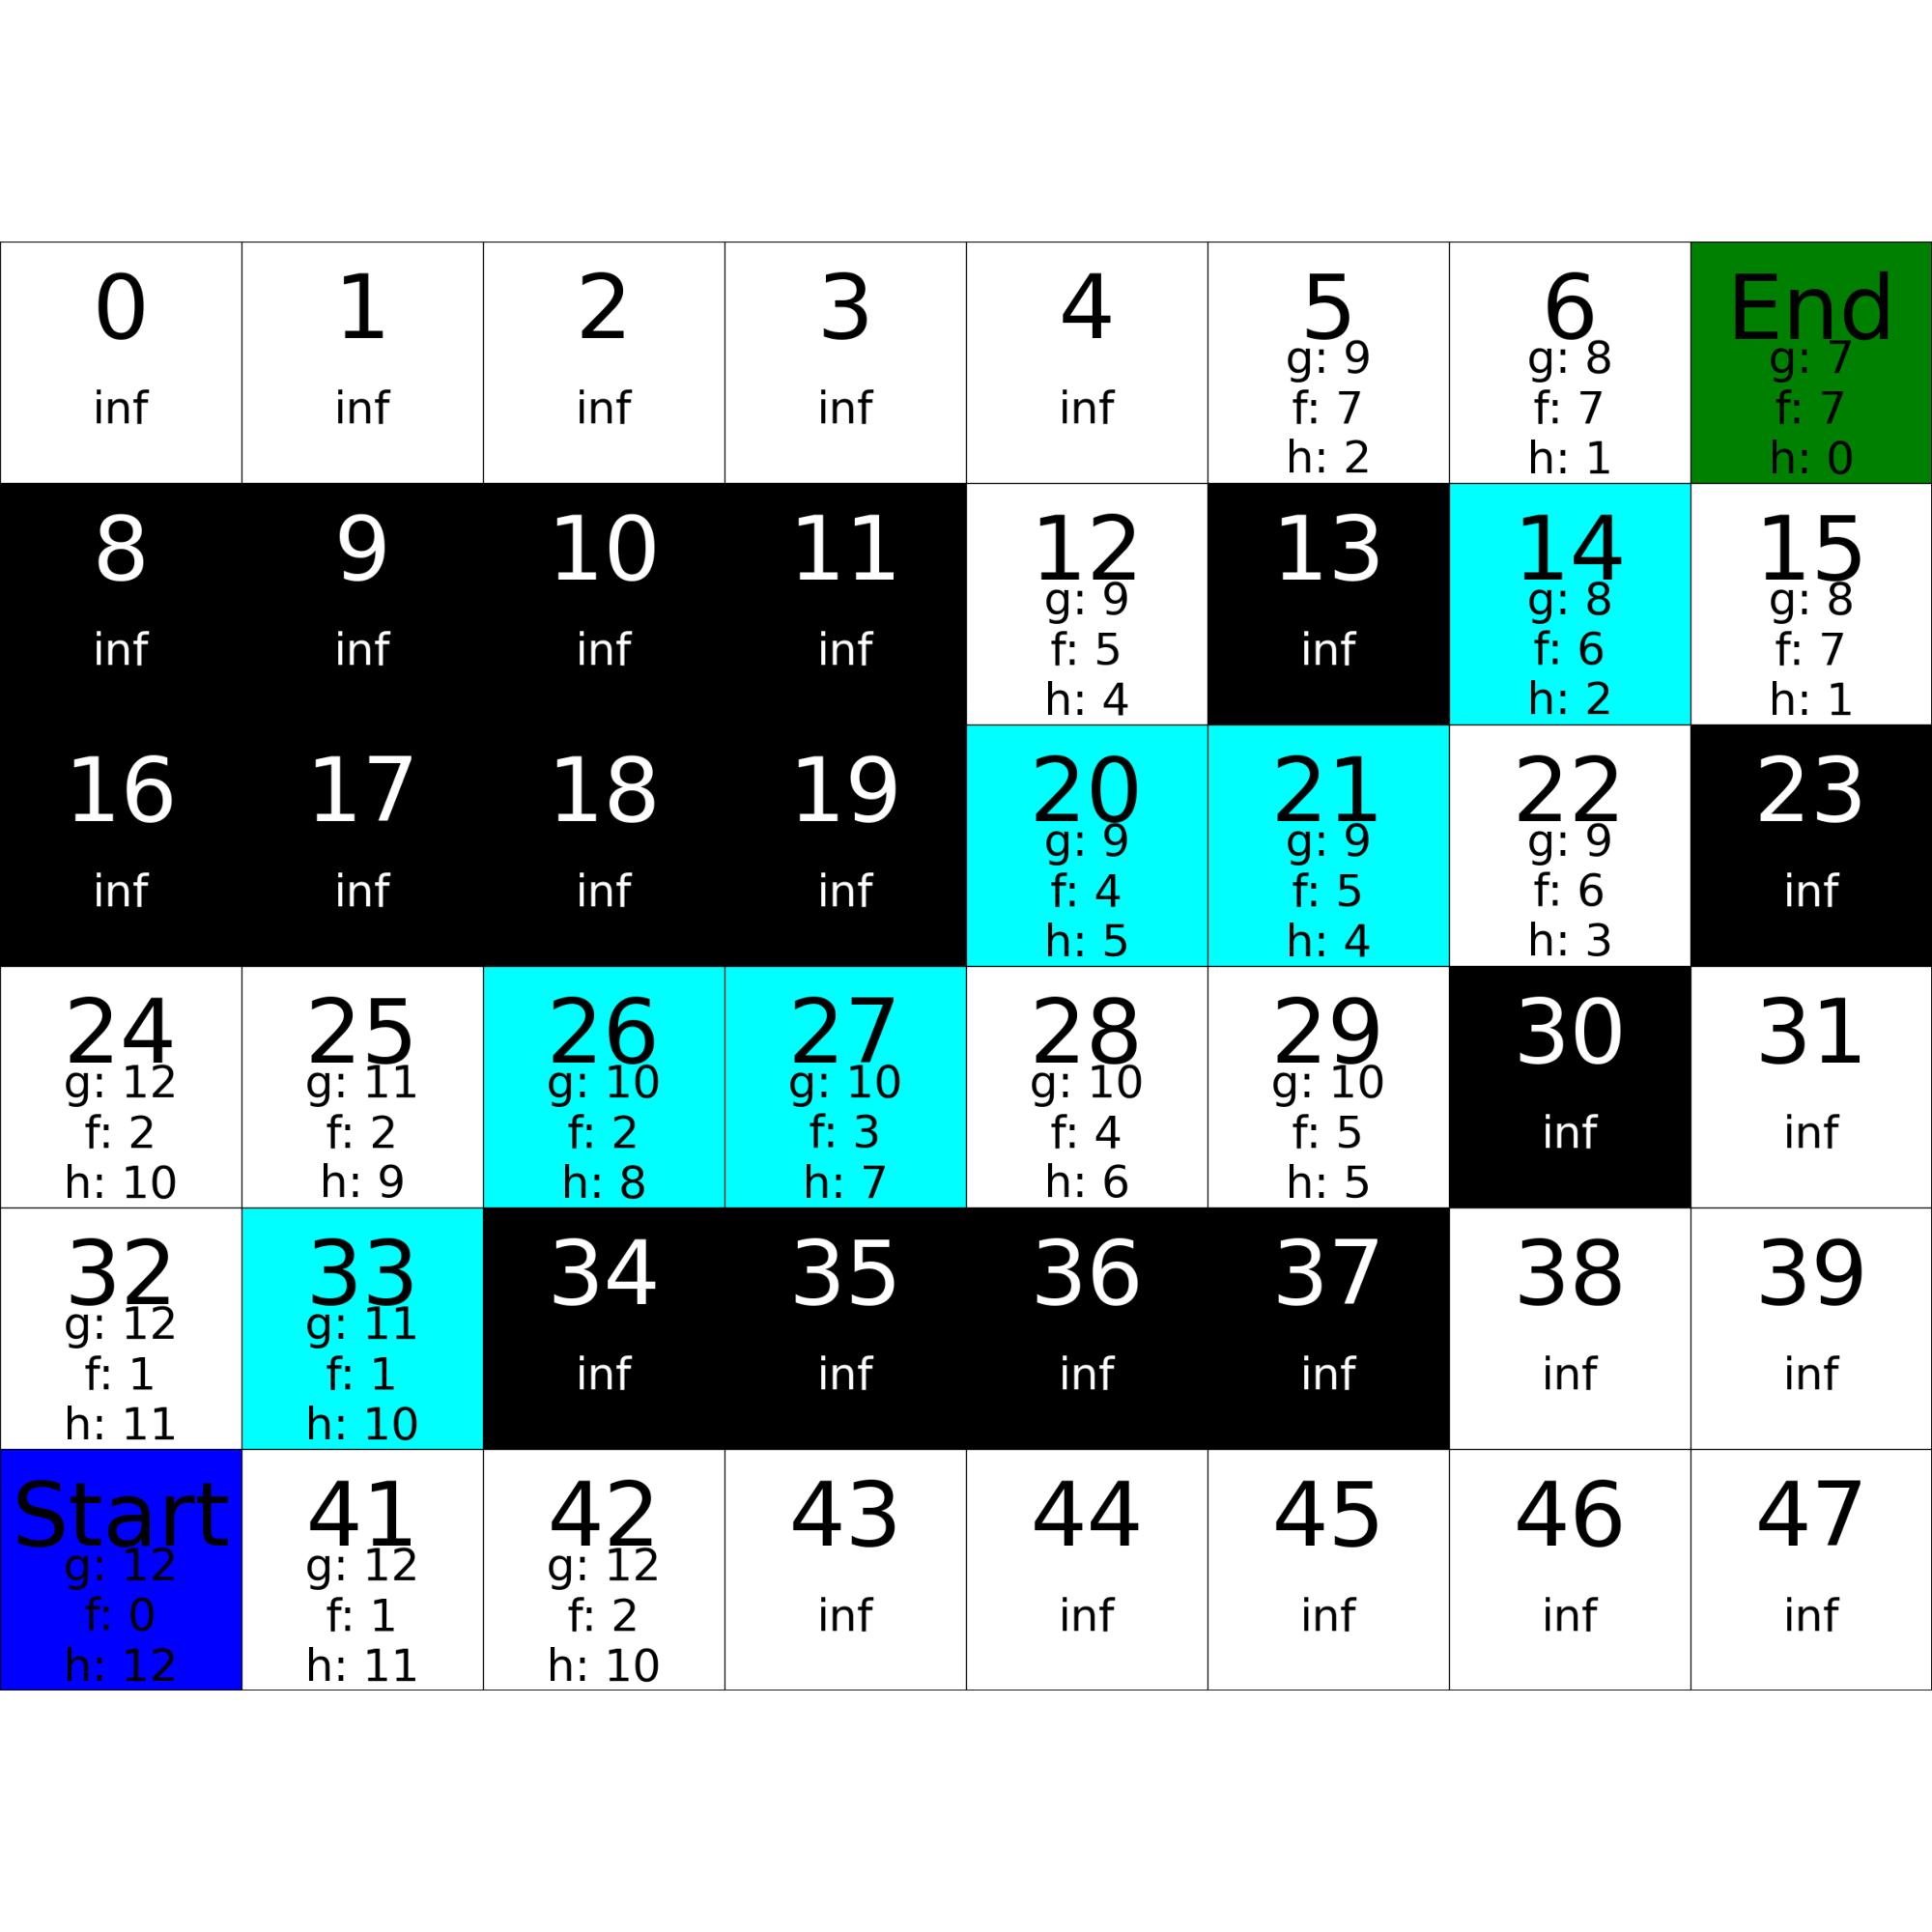 0 1 2 3 4 5 6 End
g: 9 g: 8 g: 7
inf inf inf inf inf f: 7 f: 7 f: 7
h: 2 h: 1 h: 0
8 9 10 11 12 13 14 15
g: 9 g: 8 g: 8
inf inf inf inf f: 5 inf f: 6 f: 7
h: 4 h: 2 h: 1
16 17 18 19 20 21 22 23
g: 9 g: 9 g: 9
inf inf inf inf f: 4 f: 5 f: 6 inf
h: 5 h: 4 h: 3
24 25 26 27 28 29 30 31
g: 12 g: 11 g: 10 g: 10 g: 10 g: 10
f: 2 f: 2 f: 2 f: 3 f: 4 f: 5 inf inf
h: 10 h: 9 h: 8 h: 7 h: 6 h: 5
32 33 34 35 36 37 38 39
g: 12 g: 11
f: 1 f: 1 inf inf inf inf inf inf
h: 11 h: 10
Start 41 42 43 44 45 46 47
g: 12 g: 12 g: 12
f: 0 f: 1 f: 2 inf inf inf inf inf
h: 12 h: 11 h: 10